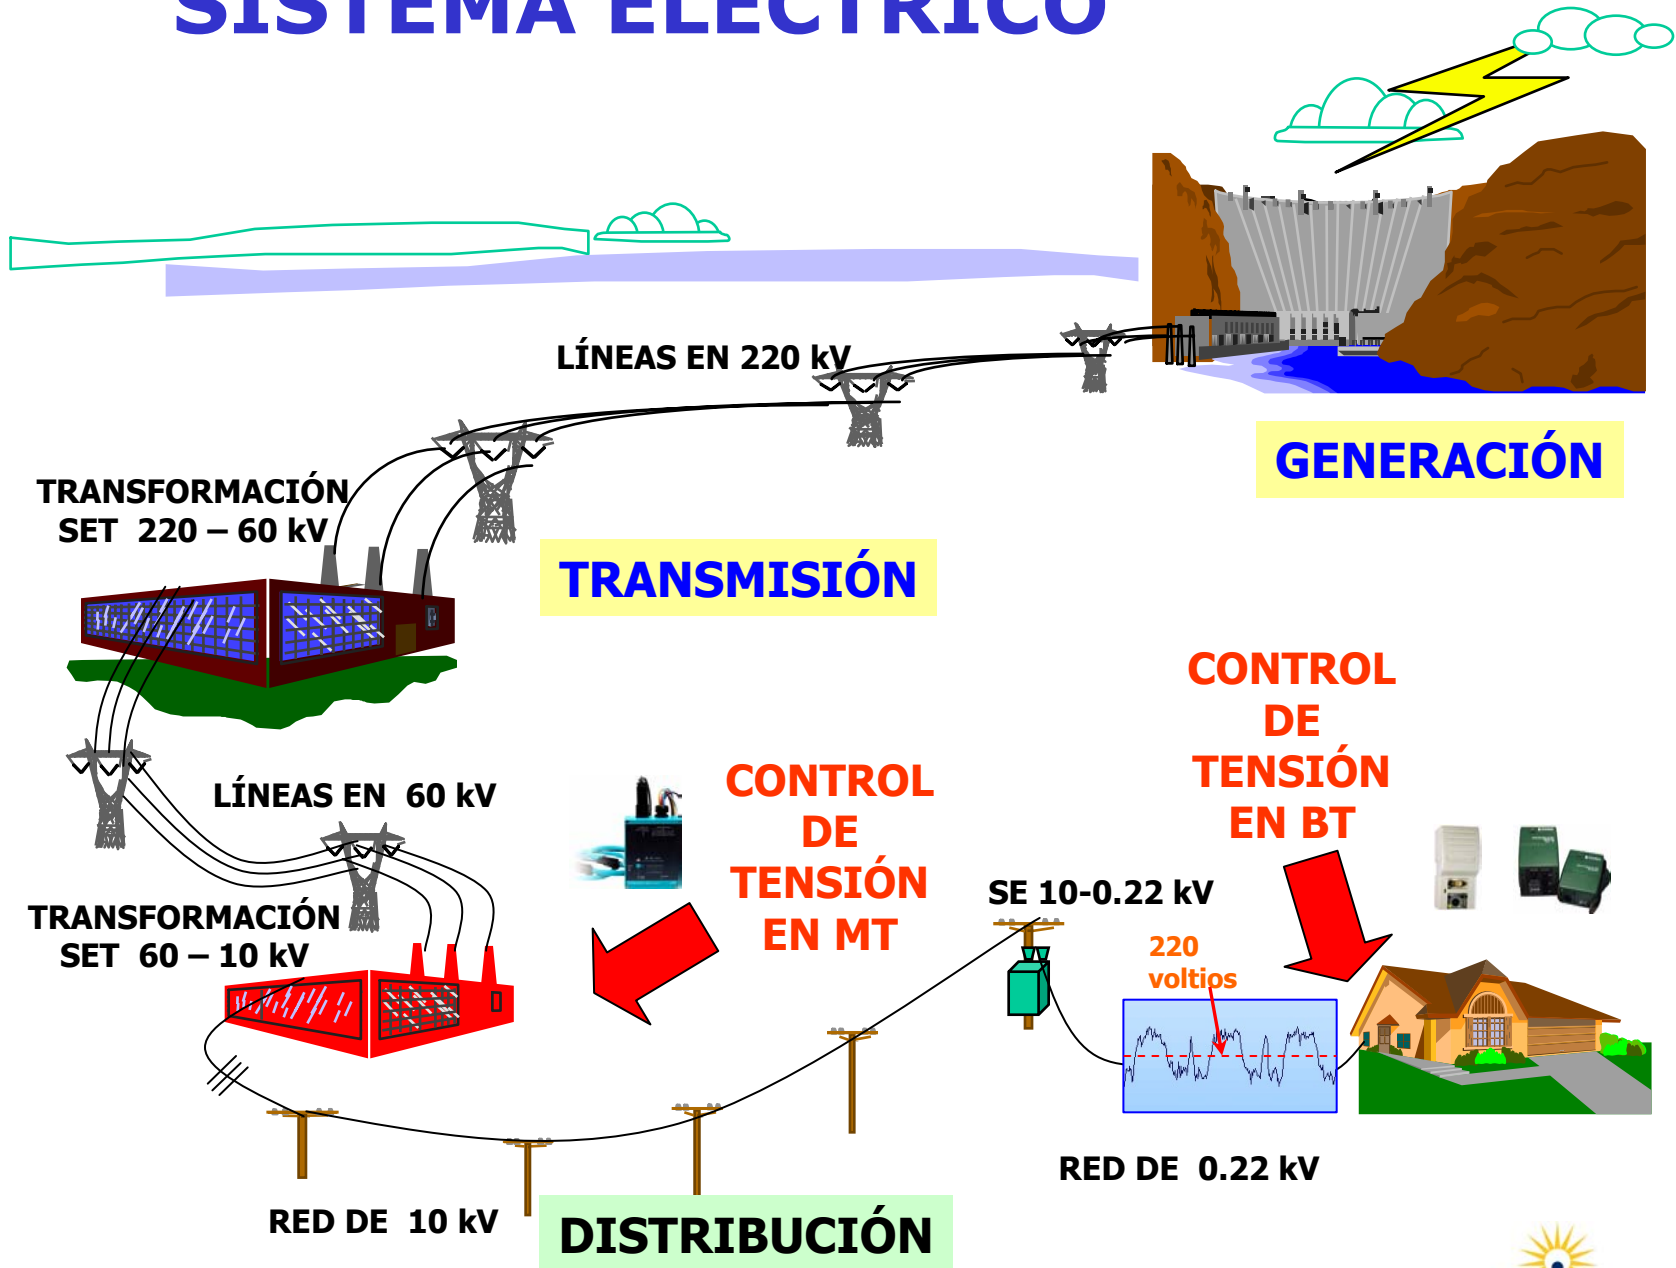 SISTEMA ELÉCTRICO
LÍNEAS EN 220 kV
GENERACIÓN
TRANSFORMACIÓN
SET 220 – 60 kV
TRANSMISIÓN
CONTROL
DE
TENSIÓN
EN BT
LÍNEAS EN 60 kV
CONTROL
DE
TENSIÓN
EN MT
SE 10-0.22 kV
TRANSFORMACIÓN
SET 60 – 10 kV
220
voltios
RED DE 0.22 kV
RED DE 10 kV
DISTRIBUCIÓN